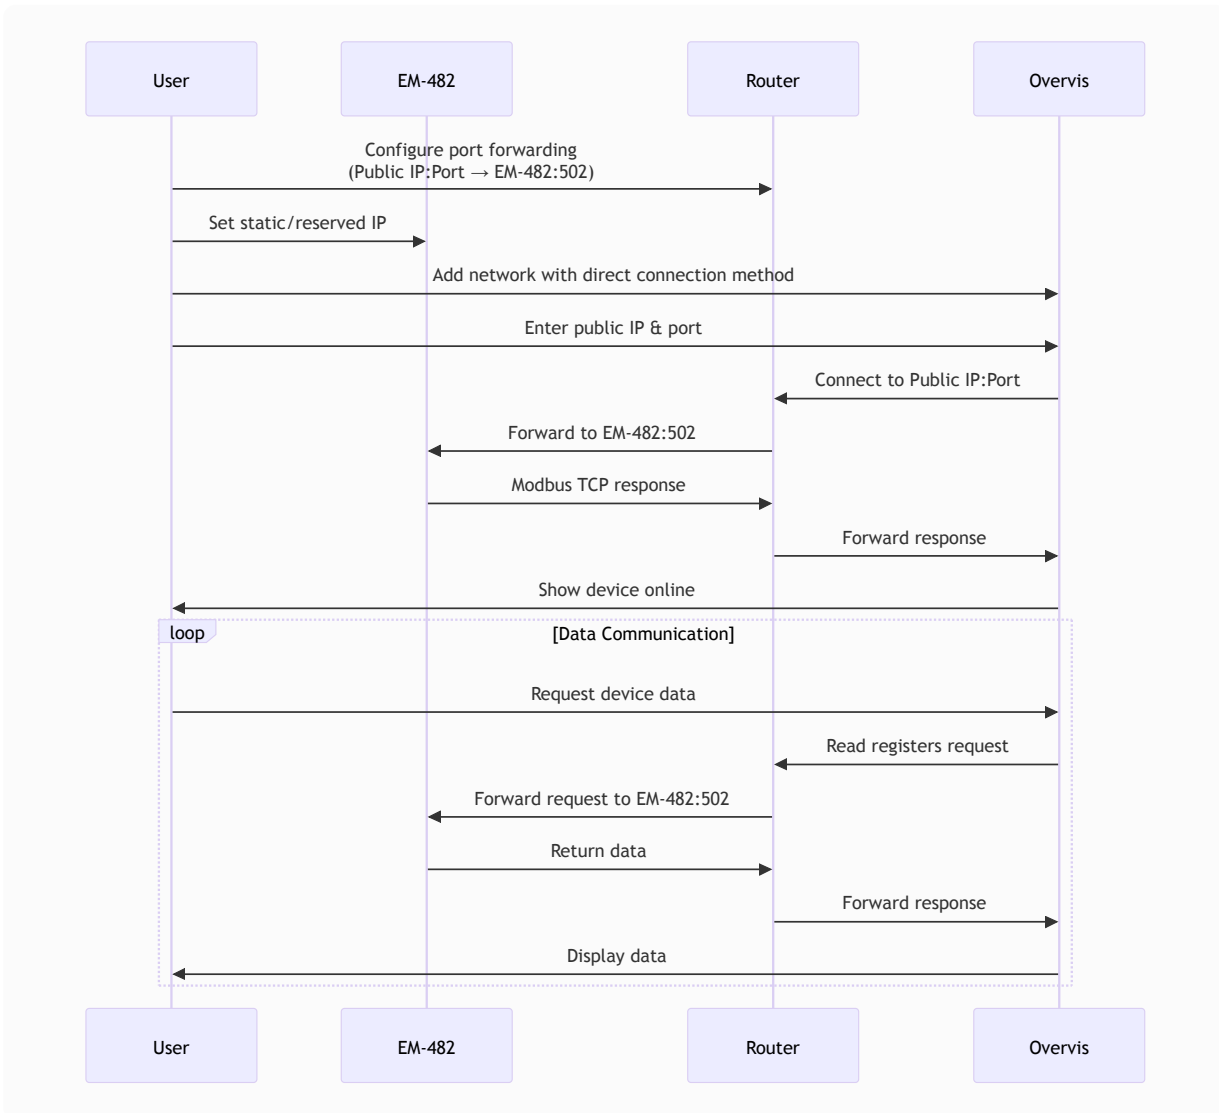 User
EM-482
Router
Overvis
Configure port forwarding
(Public IP:Port → EM-482:502)
Set static/reserved IP
Add network with direct connection method
Enter public IP & port
Connect to Public IP:Port
Forward to EM-482:502
Modbus TCP response
Forward response
Show device online
loop
[Data Communication]
Request device data
Read registers request
Forward request to EM-482:502
Return data
Forward response
Display data
User
EM-482
Router
Overvis